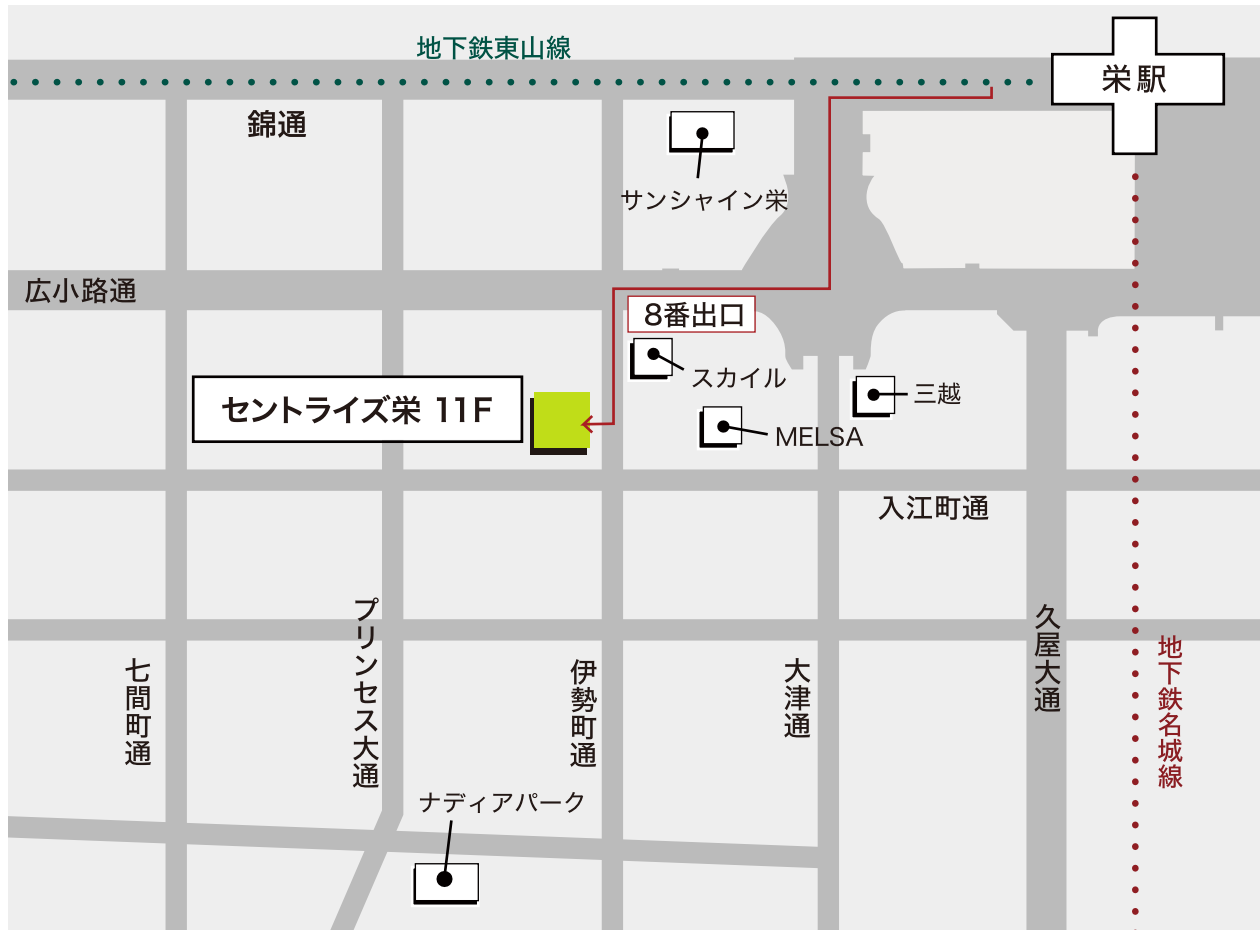 地下鉄東山線
栄駅
錦通
サンシャイン栄
広小路通
8番出口
スカイル
三越
セントライズ栄 11F
MELSA
入江町通
プリンセス大通
久屋大通
地下鉄名城線
七間町通
伊勢町通
大津通
ナディアパーク